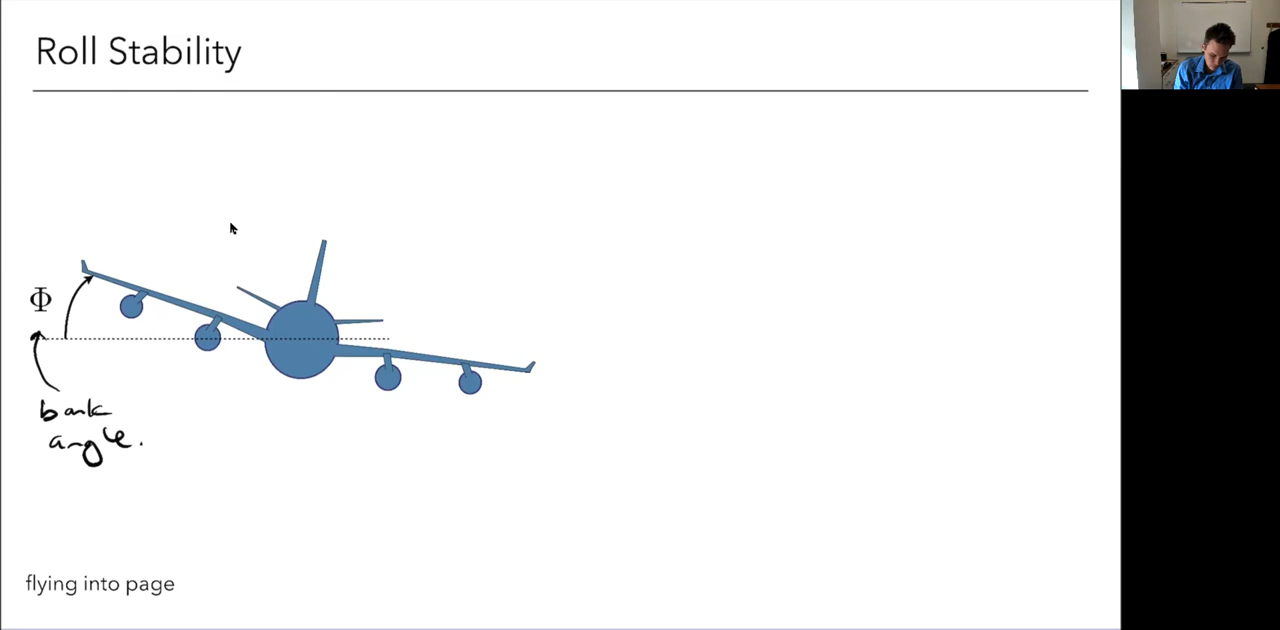 Roll Stability
Φ
bank
angle.
flying into page